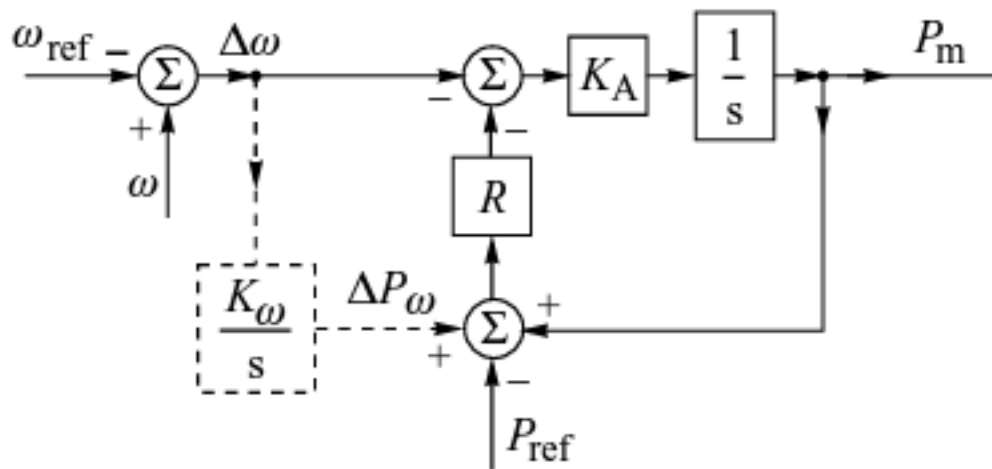 ω_ref − Σ Δω − Σ K_A 1/s P_m
+ −
ω R
K_ω/s ΔP_ω + Σ +
−
P_ref